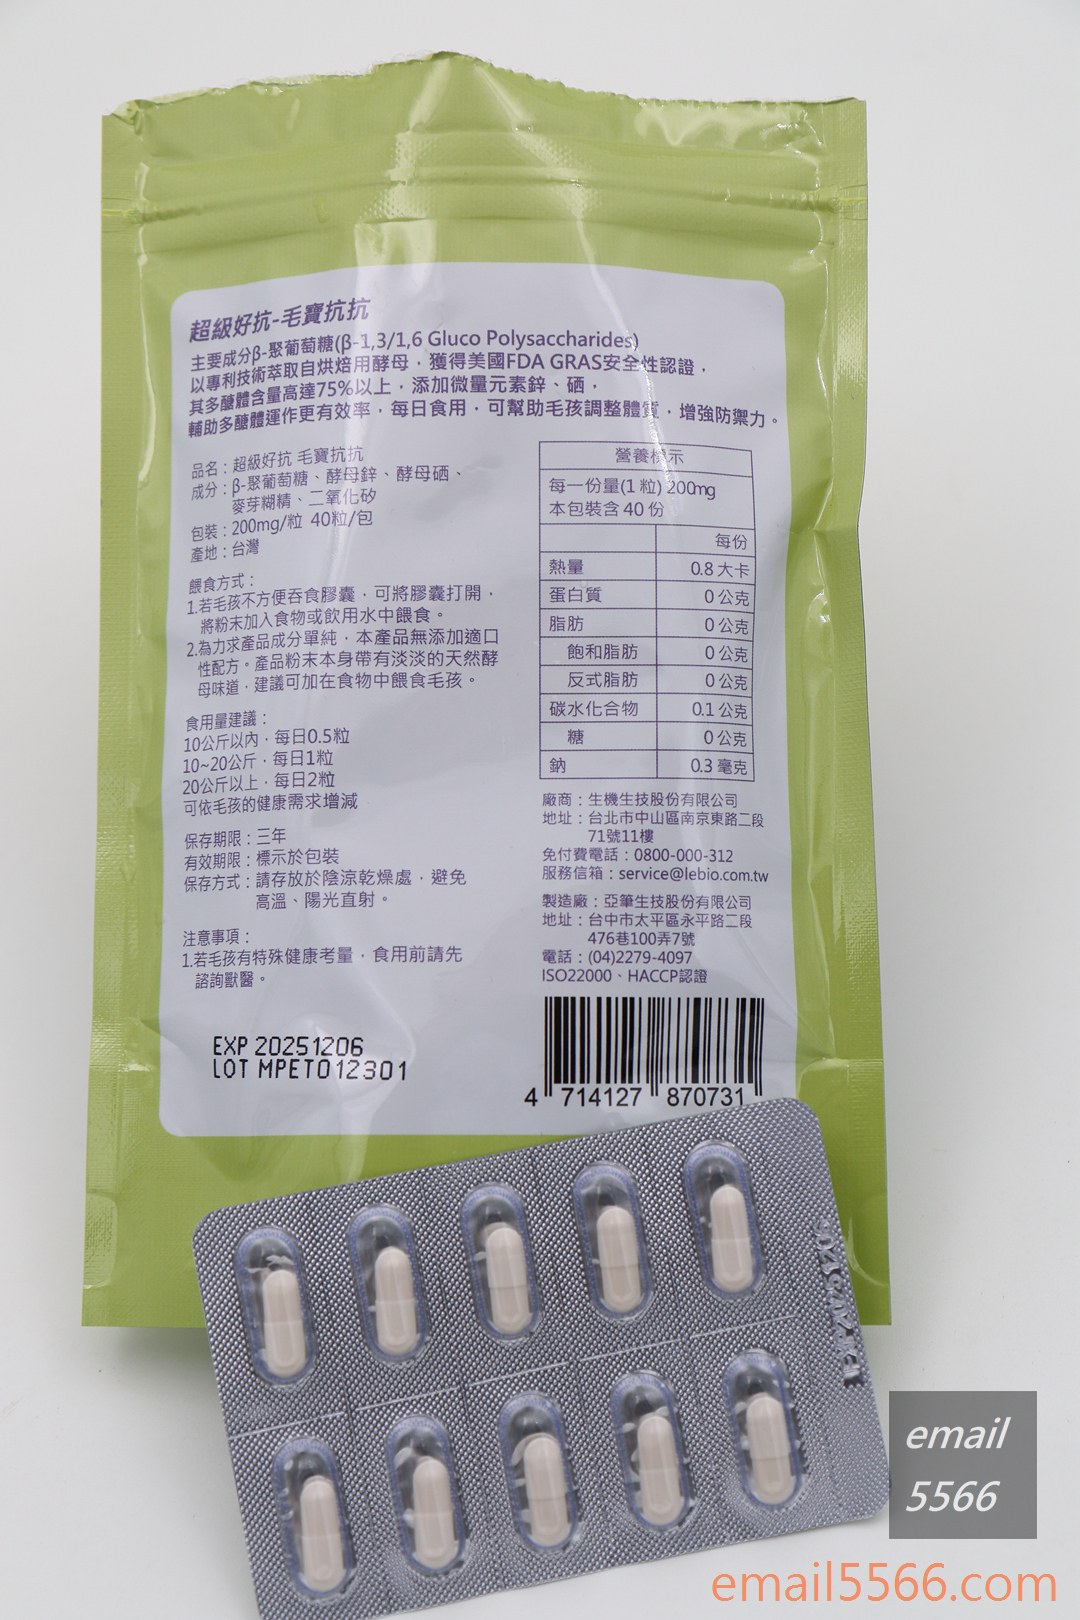 超級好抗-毛寶抗抗
主要成分β-聚葡萄糖(β-1,3/1,6 Gluco Polysaccharides)
以專利技術萃取自烘焙用酵母，獲得美國FDA GRAS安全性認證，
其多醣體含量高達75%以上，添加微量元素鋅、硒，
輔助多醣體運作更有效率，每日食用，可幫助毛孩調整體質，增強防禦力。
品名：超級好抗 毛寶抗抗
成分：β-聚葡萄糖、酵母鋅、酵母硒、
麥芽糊精、二氧化矽
包裝：200mg/粒 40粒/包
產地：台灣
餵食方式：
1.若毛孩不方便吞食膠囊，可將膠囊打開，
將粉末加入食物或飲用水中餵食。
2.為力求產品成分單純，本產品無添加適口
性配方。產品粉末本身帶有淡淡的天然酵
母味道，建議可加在食物中餵食毛孩。
食用量建議：
10公斤以內，每日0.5粒
10~20公斤，每日1粒
20公斤以上，每日2粒
可依毛孩的健康需求增減
保存期限：三年
有效期限：標示於包裝
保存方式：請存放於陰涼乾燥處，避免
高溫、陽光直射。
注意事項：
1.若毛孩有特殊健康考量，食用前請先
諮詢獸醫。
EXP 20251206
LOT MPET012301
營養標示
每一份量(1 粒) 200mg
本包裝含 40 份
每份
熱量 0.8 大卡
蛋白質 0 公克
脂肪 0 公克
飽和脂肪 0 公克
反式脂肪 0 公克
碳水化合物 0.1 公克
糖 0 公克
鈉 0.3 毫克
廠商：生機生技股份有限公司
地址：台北市中山區南京東路二段
71號11樓
免付費電話：0800-000-312
服務信箱：service@lebio.com.tw
製造廠：亞筆生技股份有限公司
地址：台中市太平區永平路二段
476巷100弄7號
電話：(04)2279-4097
ISO22000、HACCP認證
4 714127 870731
email
5566
email5566.com